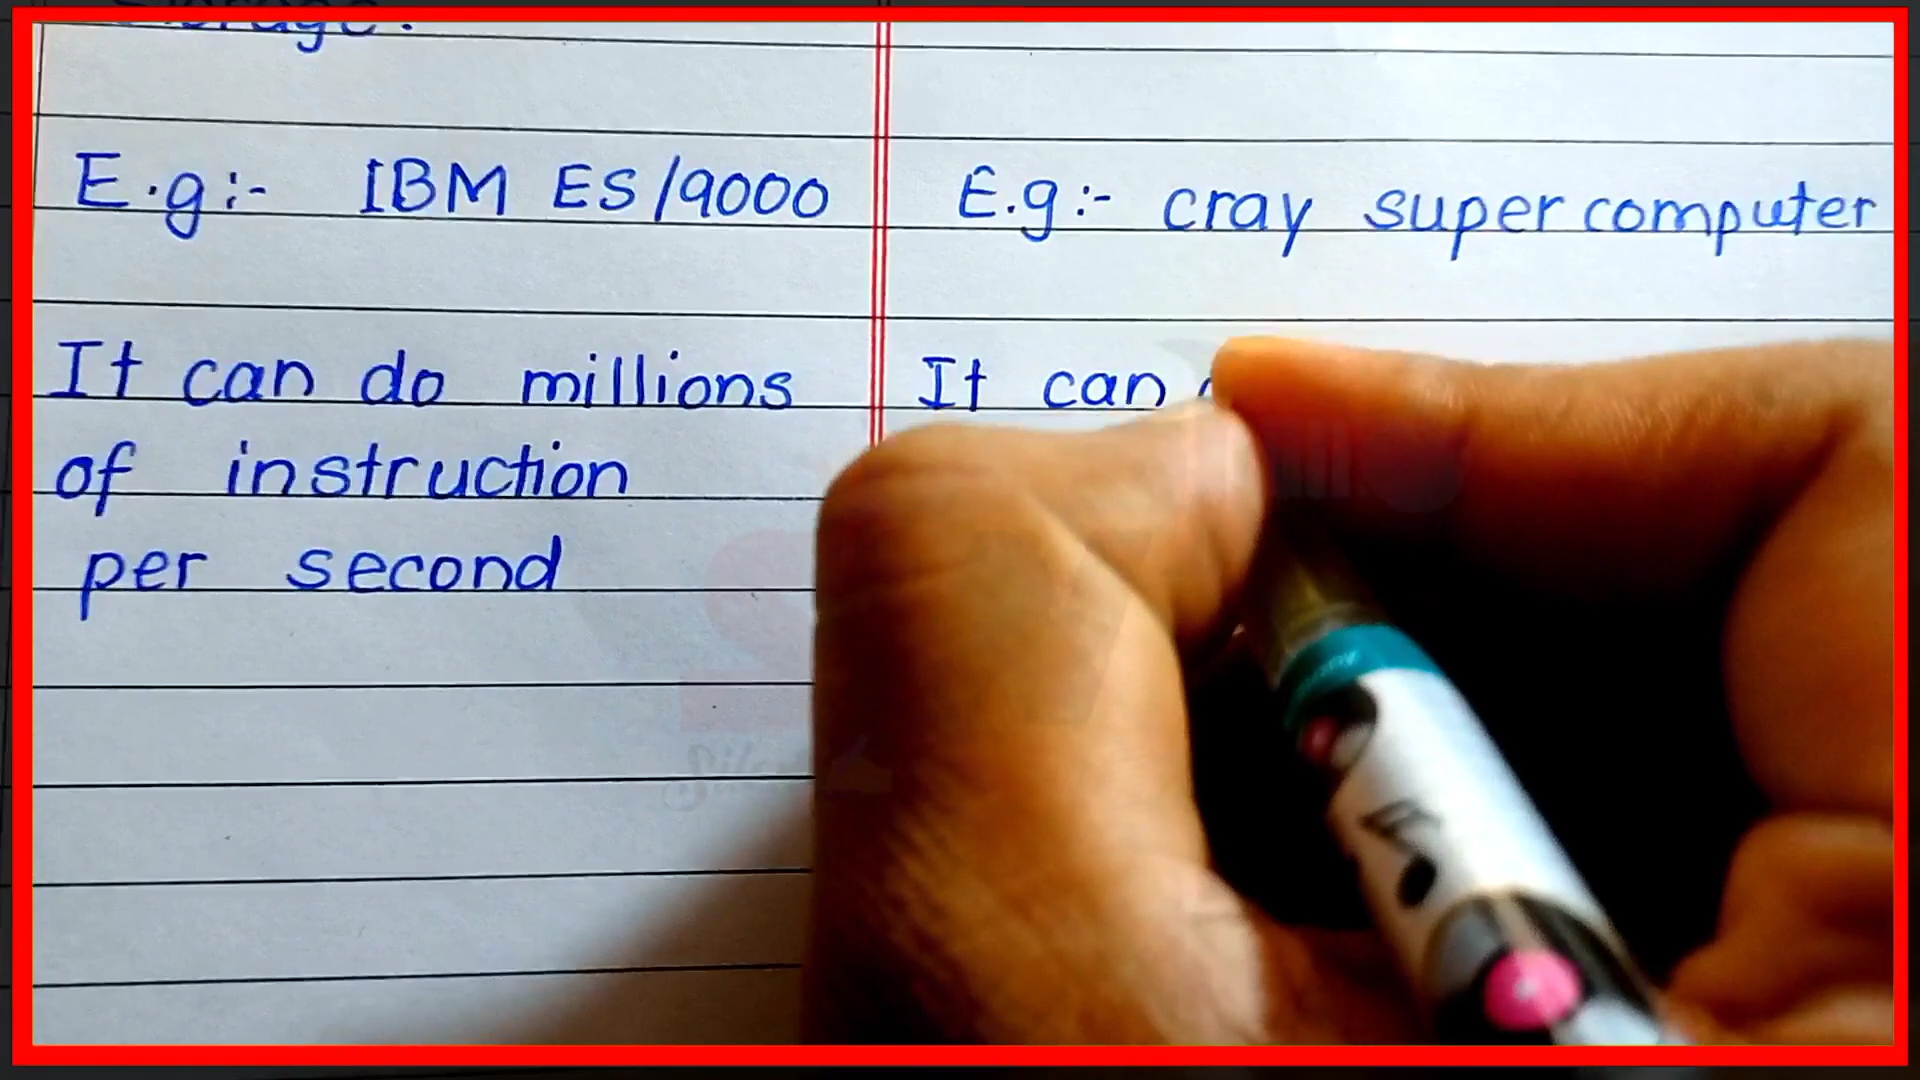 E.g:- IBM ES/9000
It can do millions
of instruction
per second
E.g:- cray super computer
It can